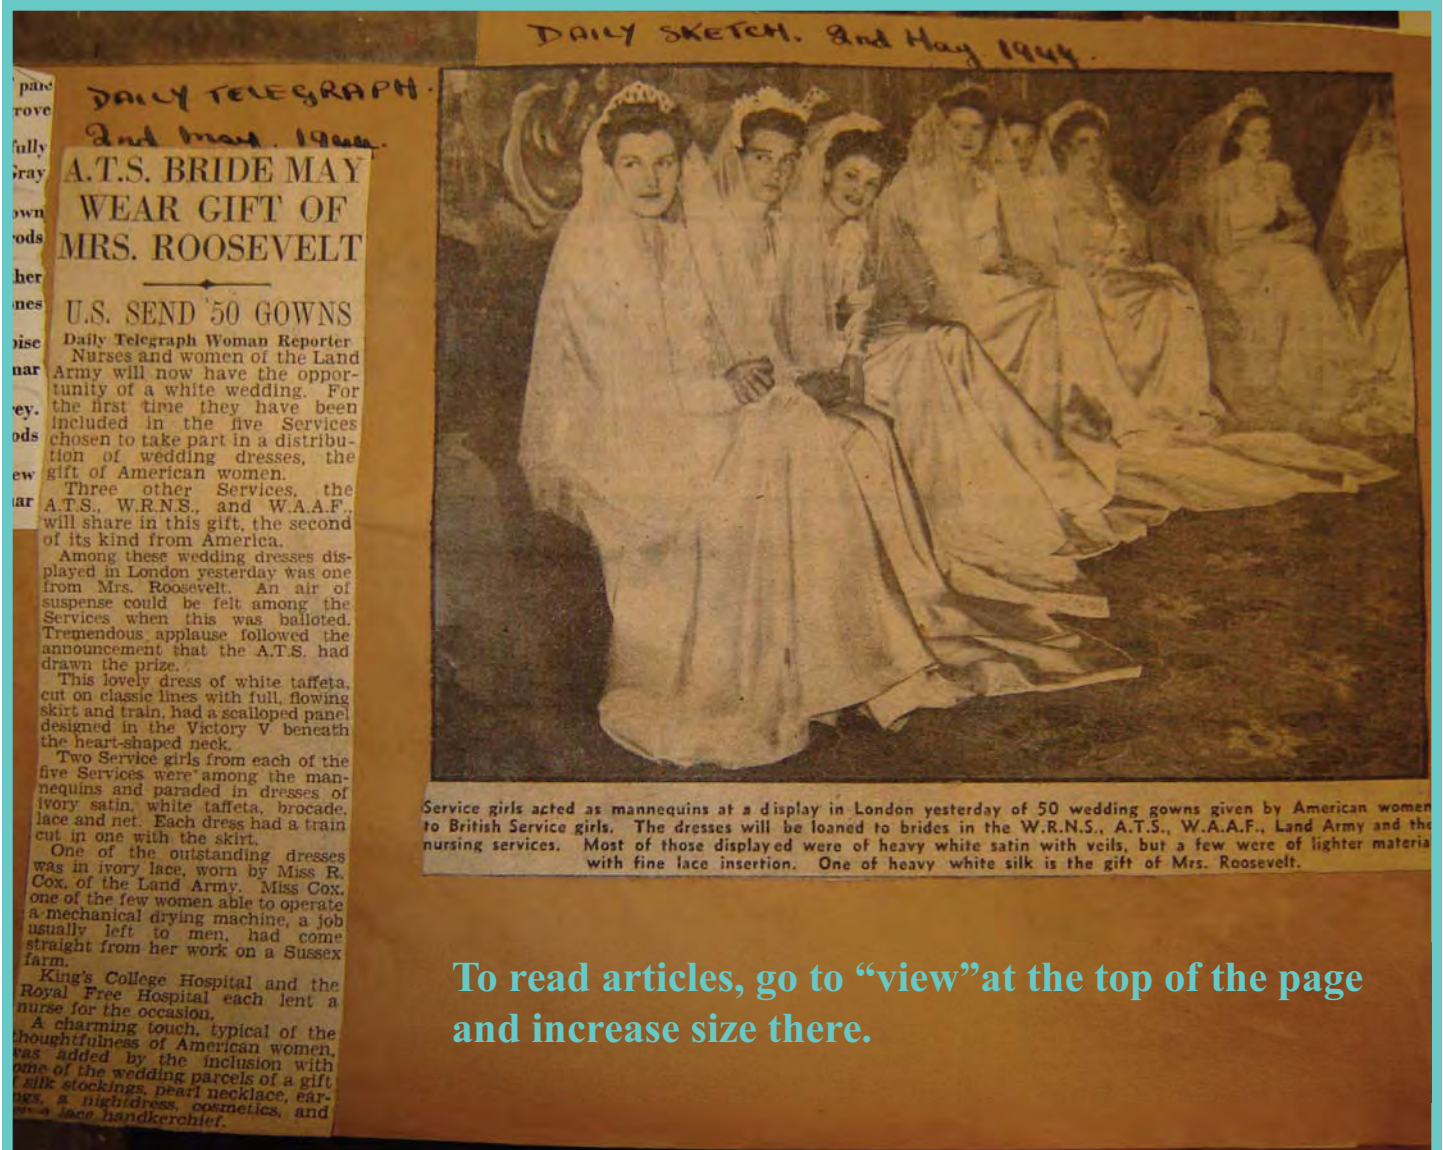 DAILY SKETCH. 2nd May. 1944.
DAILY TELEGRAPH.
2nd May. 1944.
A.T.S. BRIDE MAY
WEAR GIFT OF
MRS. ROOSEVELT
U.S. SEND 50 GOWNS
Daily Telegraph Woman Reporter
Nurses and women of the Land
Army will now have the oppor-
tunity of a white wedding. For
the first time they have been
included in the five Services
chosen to take part in a distribu-
tion of wedding dresses, the
gift of American women.
Three other Services, the
A.T.S., W.R.N.S., and W.A.A.F.,
will share in this gift, the second
of its kind from America.
Among these wedding dresses dis-
played in London yesterday was one
from Mrs. Roosevelt. An air of
suspense could be felt among the
Services when this was balloted.
Tremendous applause followed the
announcement that the A.T.S. had
drawn the prize.
This lovely dress of white taffeta,
cut on classic lines with full, flowing
skirt and train, had a scalloped panel
designed in the Victory V beneath
the heart-shaped neck.
Two Service girls from each of the
five Services were among the man-
nequins and paraded in dresses of
ivory satin, white taffeta, brocade,
lace and net. Each dress had a train
cut in one with the skirt.
One of the outstanding dresses
was in ivory lace, worn by Miss R.
Cox, of the Land Army. Miss Cox,
one of the few women able to operate
a mechanical drying machine, a job
usually left to men, had come
straight from her work on a Sussex
farm.
King's College Hospital and the
Royal Free Hospital each lent a
nurse for the occasion.
A charming touch, typical of the
thoughtfulness of American women,
was added by the inclusion with
some of the wedding parcels of a gift
silk stockings, pearl necklace, ear-
a nightdress, cosmetics, and
a lace handkerchief.
Service girls acted as mannequins at a display in London yesterday of 50 wedding gowns given by American women
to British Service girls. The dresses will be loaned to brides in the W.R.N.S., A.T.S., W.A.A.F., Land Army and the
nursing services. Most of those displayed were of heavy white satin with veils, but a few were of lighter materia
with fine lace insertion. One of heavy white silk is the gift of Mrs. Roosevelt.
To read articles, go to “view”at the top of the page
and increase size there.